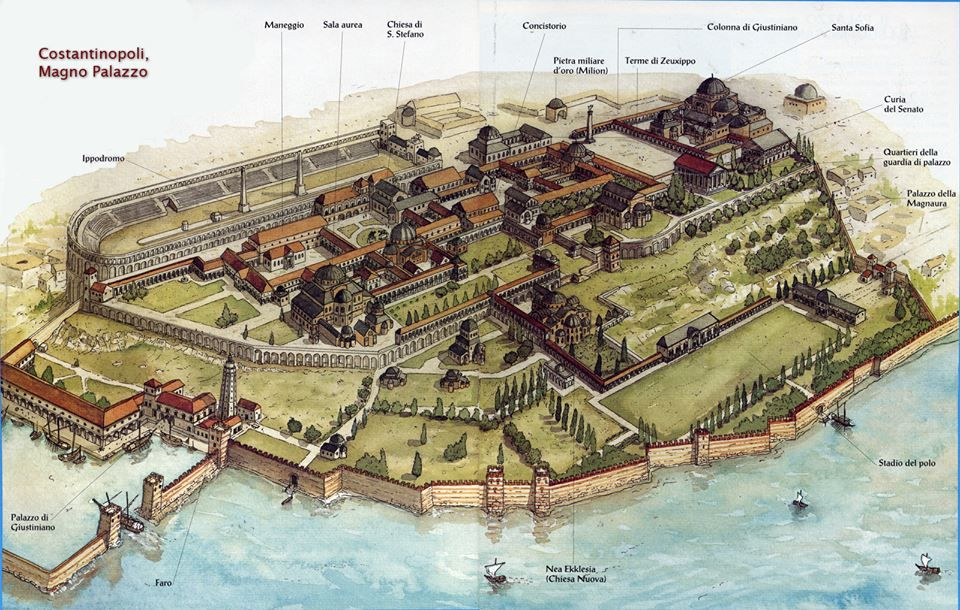 Costantinopoli,
Magno Palazzo
Maneggio
Sala aurea
Chiesa di
S. Stefano
Concistorio
Pietra miliare
d'oro (Milion)
Terme di Zeuxippo
Colonna di Giustiniano
Santa Sofia
Curia
del Senato
Quartieri della
guardia di palazzo
Palazzo della
Magnaura
Ippodromo
Stadio del polo
Palazzo di
Giustiniano
Faro
Nea Ekklesia
(Chiesa Nuova)